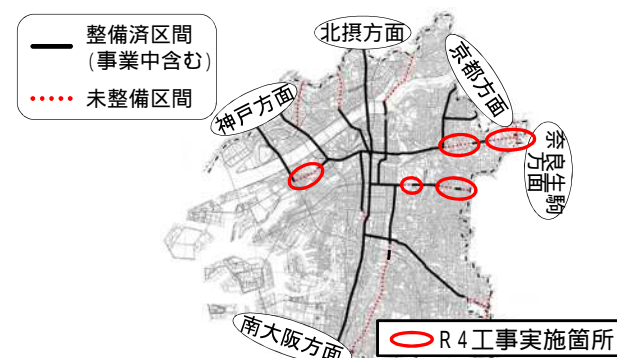 整備済区間
(事業中含む)
未整備区間
北摂方面
京都方面
神戸方面
奈良生駒
方面
南大阪方面
R4工事実施箇所